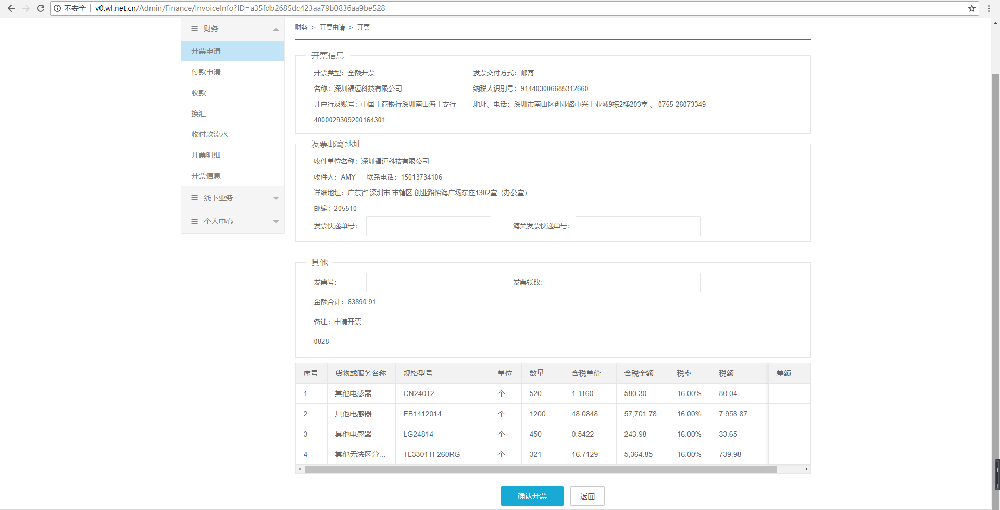 不安全 v0.wl.net.cn/Admin/Finance/InvoiceInfo?ID=a35fdb2685dc423aa79b0836aa9be528
财务
开票申请
付款申请
收款
换汇
收付款流水
开票明细
开票信息
线下业务
个人中心
财务 > 开票申请 > 开票
开票信息
开票类型：全额开票 发票交付方式：邮寄
名称：深圳福迈科技有限公司 纳税人识别号：914403006685312660
开户行及账号：中国工商银行深圳南山海王支行 地址、电话：深圳市南山区创业路中兴工业城9栋2楼203室 、 0755-26073349
4000029309200164301
发票邮寄地址
收件单位名称：深圳福迈科技有限公司
收件人：AMY 联系电话：15013734106
详细地址：广东省 深圳市 市辖区 创业路怡海广场东座1302室（办公室）
邮编：205510
发票快递单号： 海关发票快递单号：
其他
发票号： 发票张数：
金额合计：63890.91
备注：申请开票
0828
序号 货物或服务名称 规格型号 单位 数量 含税单价 含税金额 税率 税额 差额
1 其他电感器 CN24012 个 520 1.1160 580.30 16.00% 80.04
2 其他电感器 EB1412014 个 1200 48.0848 57,701.78 16.00% 7,958.87
3 其他电感器 LG24814 个 450 0.5422 243.98 16.00% 33.65
4 其他无法区分... TL3301TF260RG 个 321 16.7129 5,364.85 16.00% 739.98
确认开票 返回